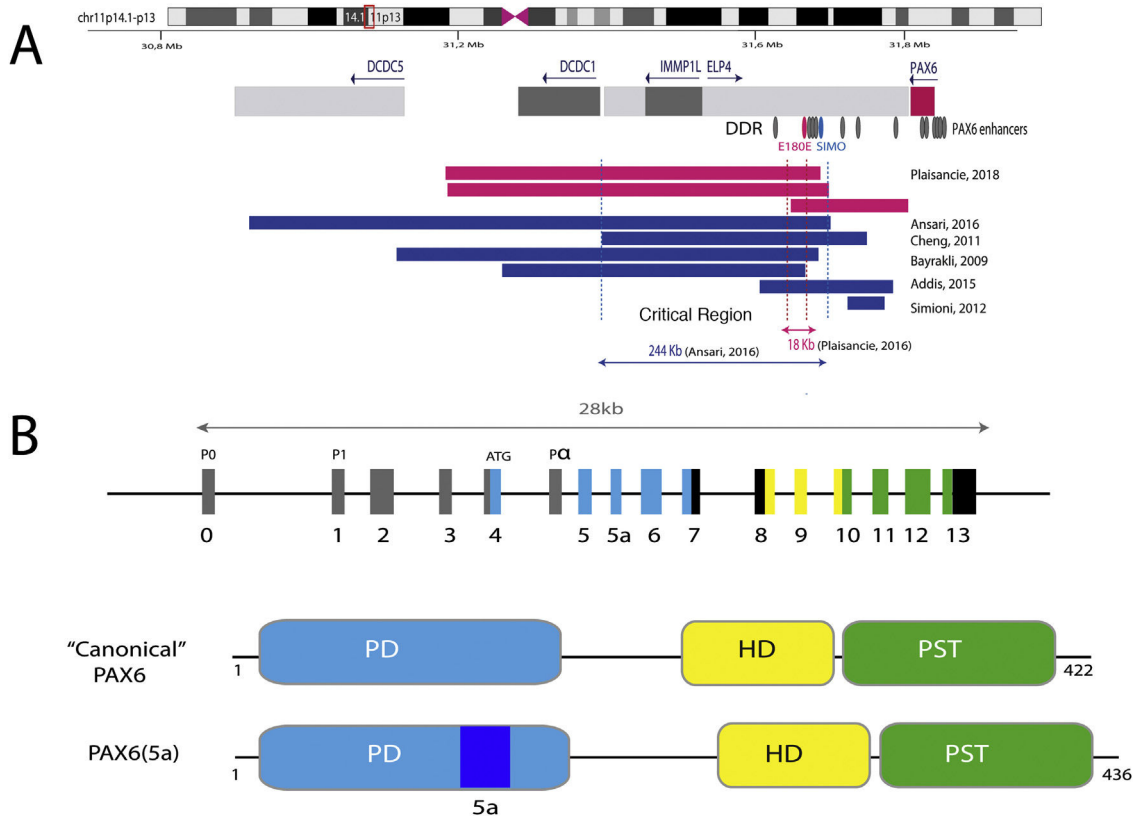 A
chr11p14.1-p13 14.1 11p13
30,8 Mb 31,2 Mb 31,6 Mb 31,8 Mb
DCDC5 DCDC1 IMMP1L ELP4 PAX6
DDR PAX6 enhancers
E180E SIMO
Plaisancie, 2018
Ansari, 2016
Cheng, 2011
Bayrakli, 2009
Addis, 2015
Simioni, 2012
Critical Region
244 Kb (Ansari, 2016) 18 Kb (Plaisancie, 2016)
B
28kb
P0 P1 ATG Pα
0 1 2 3 4 5 5a 6 7 8 9 10 11 12 13
"Canonical"
PAX6
PD HD PST
1 422
PAX6(5a)
PD HD PST
1 436
5a